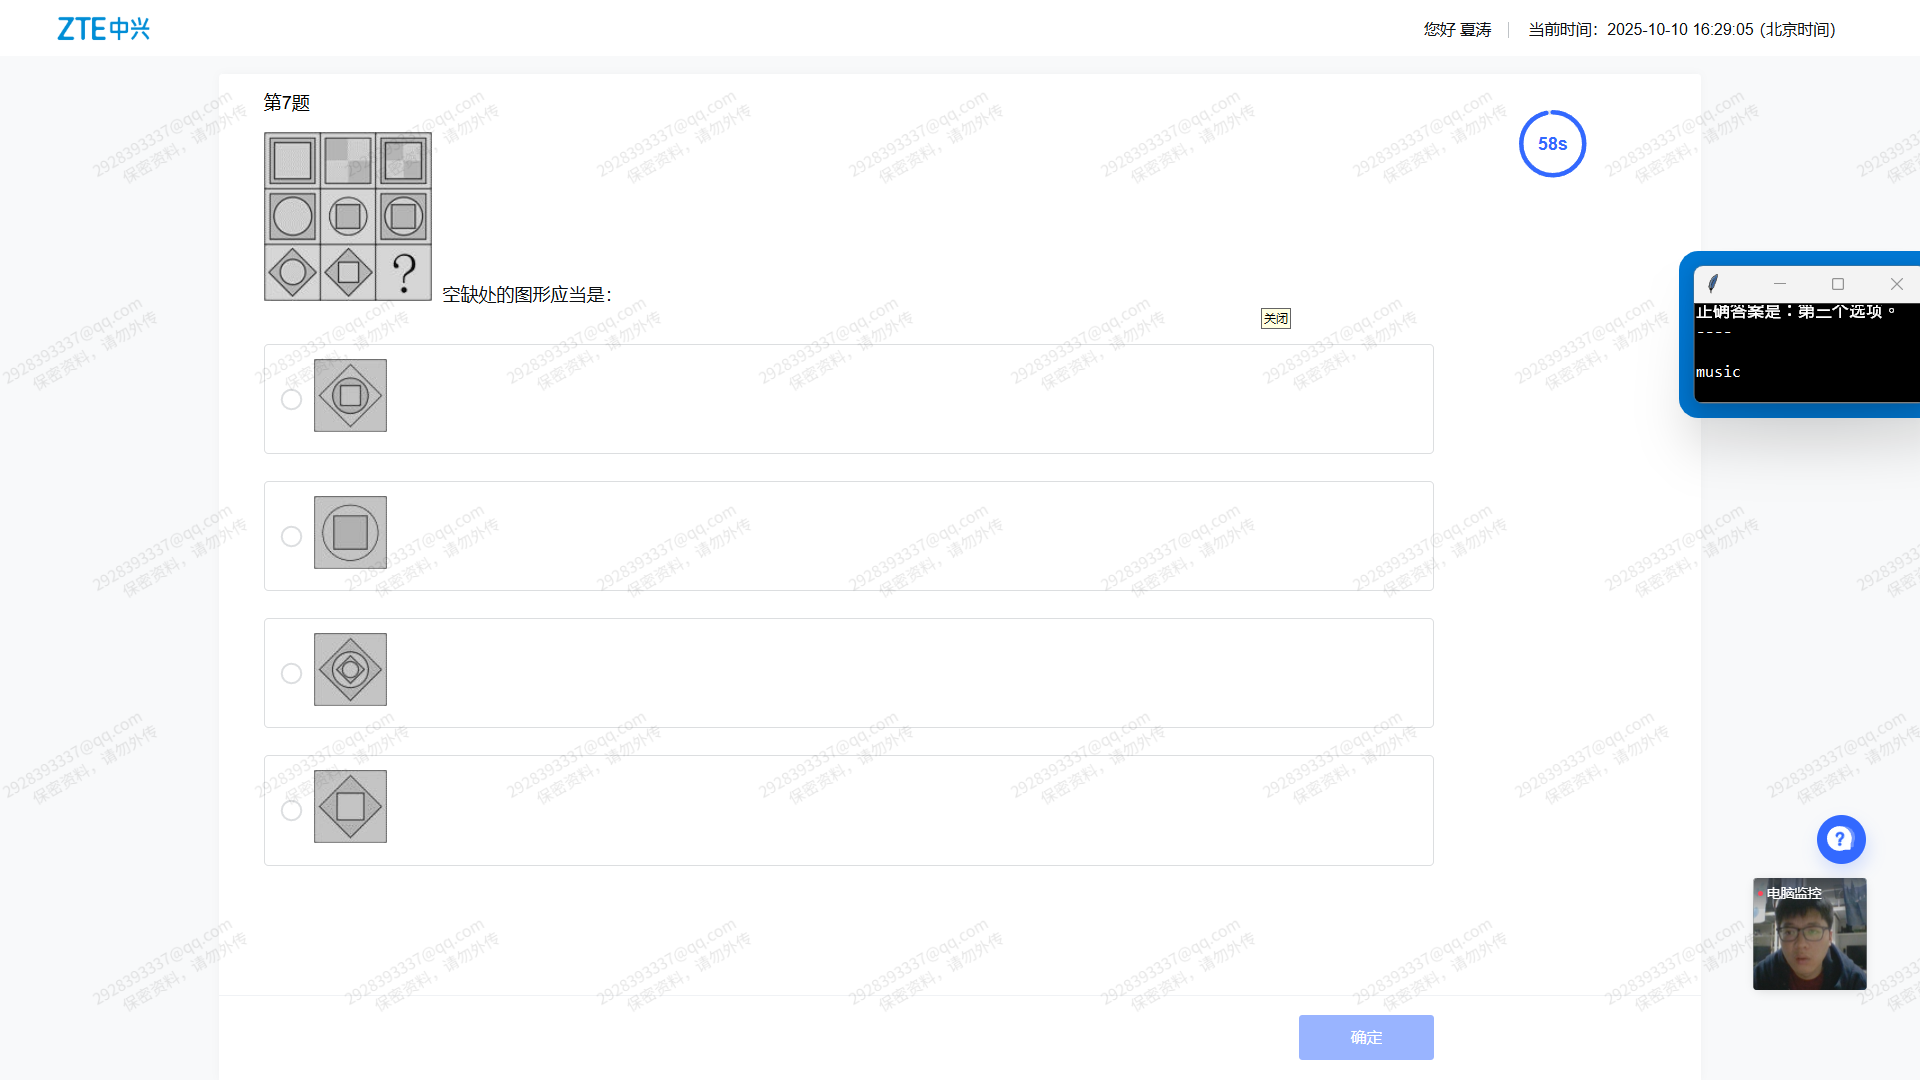 ZTE中兴
您好 夏涛
当前时间：2025-10-10 16:29:05 (北京时间)
第7题
58s
?
空缺处的图形应当是：
关闭
正确答案是：第三个选项。
----
music
?
电脑监控
确定
2928393337@qq.com
保密资料，请勿外传